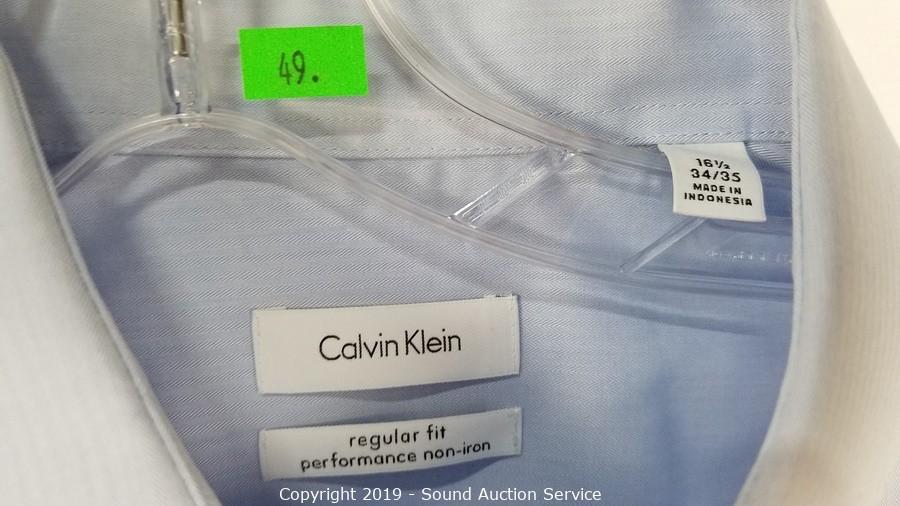 49.
16½
34/35
MADE IN
INDONESIA
Calvin Klein
regular fit
performance non-iron
Copyright 2019 - Sound Auction Service